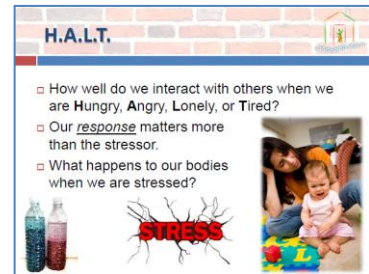 H.A.L.T.
How well do we interact with others when we
are Hungry, Angry, Lonely, or Tired?
Our response matters more
than the stressor.
What happens to our bodies
when we are stressed?
STRESS
L